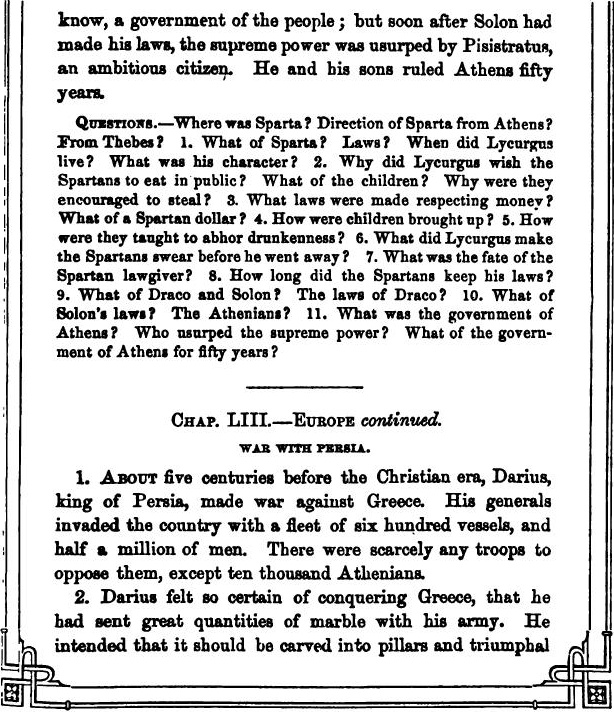 know, a government of the people; but soon after Solon had
made his laws, the supreme power was usurped by Pisistratus,
an ambitious citizen. He and his sons ruled Athens fifty
years.
QUESTIONS.—Where was Sparta? Direction of Sparta from Athens?
From Thebes? 1. What of Sparta? Laws? When did Lycurgus
live? What was his character? 2. Why did Lycurgus wish the
Spartans to eat in public? What of the children? Why were they
encouraged to steal? 3. What laws were made respecting money?
What of a Spartan dollar? 4. How were children brought up? 5. How
were they taught to abhor drunkenness? 6. What did Lycurgus make
the Spartans swear before he went away? 7. What was the fate of the
Spartan lawgiver? 8. How long did the Spartans keep his laws?
9. What of Draco and Solon? The laws of Draco? 10. What of
Solon's laws? The Athenians? 11. What was the government of
Athens? Who usurped the supreme power? What of the govern-
ment of Athens for fifty years?
CHAP. LIII.—EUROPE continued.
WAR WITH PERSIA.
1. ABOUT five centuries before the Christian era, Darius,
king of Persia, made war against Greece. His generals
invaded the country with a fleet of six hundred vessels, and
half a million of men. There were scarcely any troops to
oppose them, except ten thousand Athenians.
2. Darius felt so certain of conquering Greece, that he
had sent great quantities of marble with his army. He
intended that it should be carved into pillars and triumphal